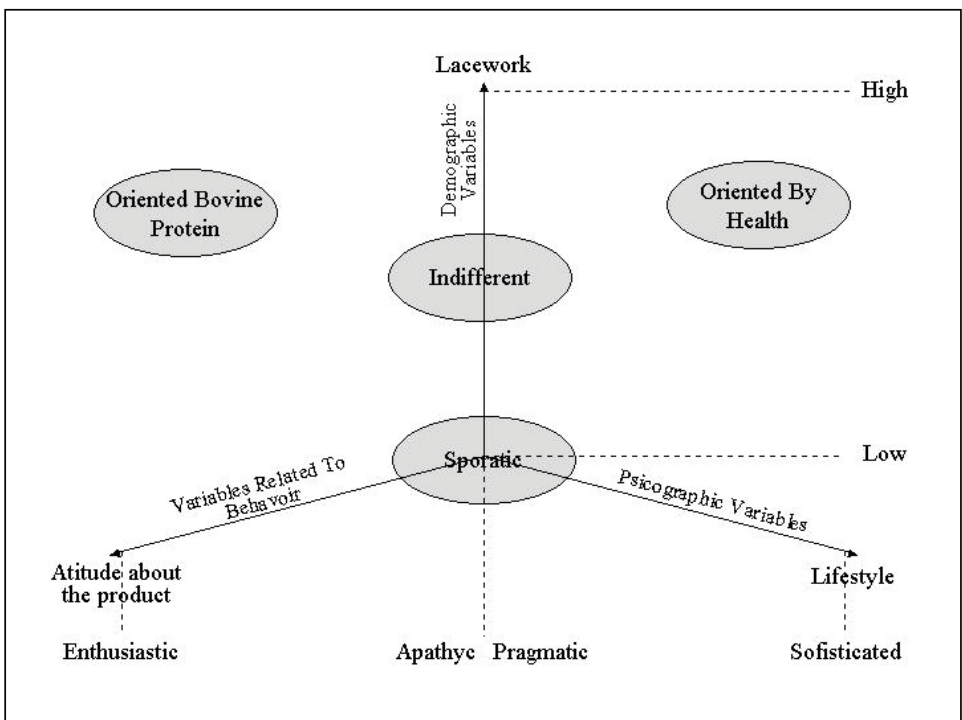 Lacework
High
Demographic
Variables
Oriented Bovine
Protein
Oriented By
Health
Indifferent
Sporatic
Low
Variables Related To
Behavoir
Psicographic Variables
Atitude about
the product
Lifestyle
Enthusiastic
Apathyc
Pragmatic
Sofisticated